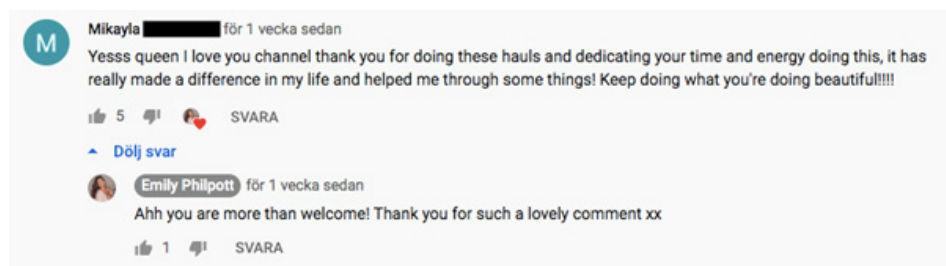 M
Mikayla för 1 vecka sedan
Yesss queen I love you channel thank you for doing these hauls and dedicating your time and energy doing this, it has
really made a difference in my life and helped me through some things! Keep doing what you're doing beautiful!!!!
5 SVARA
Dölj svar
Emily Philpott för 1 vecka sedan
Ahh you are more than welcome! Thank you for such a lovely comment xx
1 SVARA